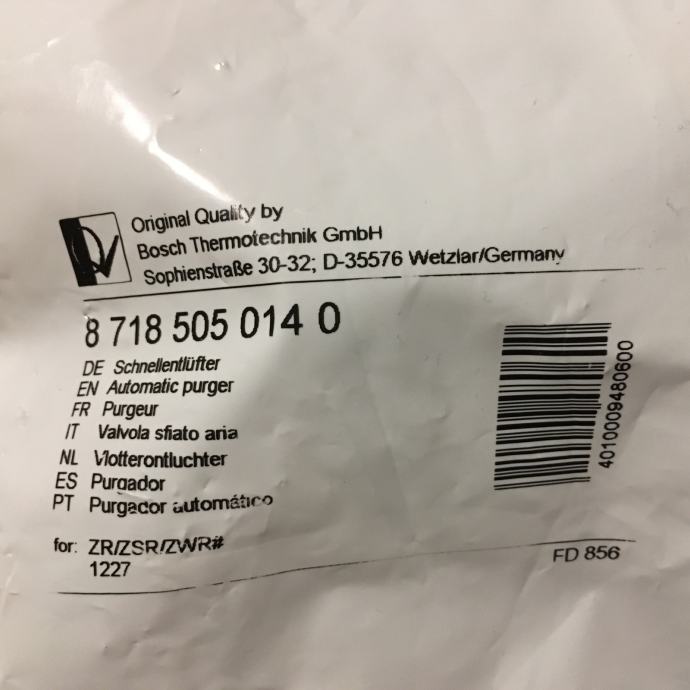 Original Quality by
Bosch Thermotechnik GmbH
Sophienstraße 30-32; D-35576 Wetzlar/Germany
8 718 505 014 0
DE Schnellentlüfter
EN Automatic purger
FR Purgeur
IT Valvola sfiato aria
NL Vlotterontluchter
ES Purgador
PT Purgador automático
for: ZR/ZSR/ZWR#
1227
FD 856
4010009480600